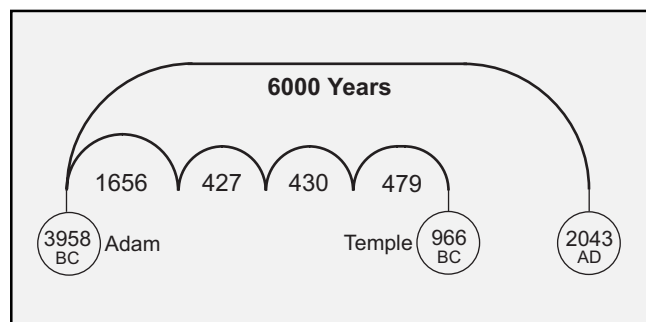 6000 Years
1656 427 430 479
3958 BC Adam
Temple 966 BC
2043 AD